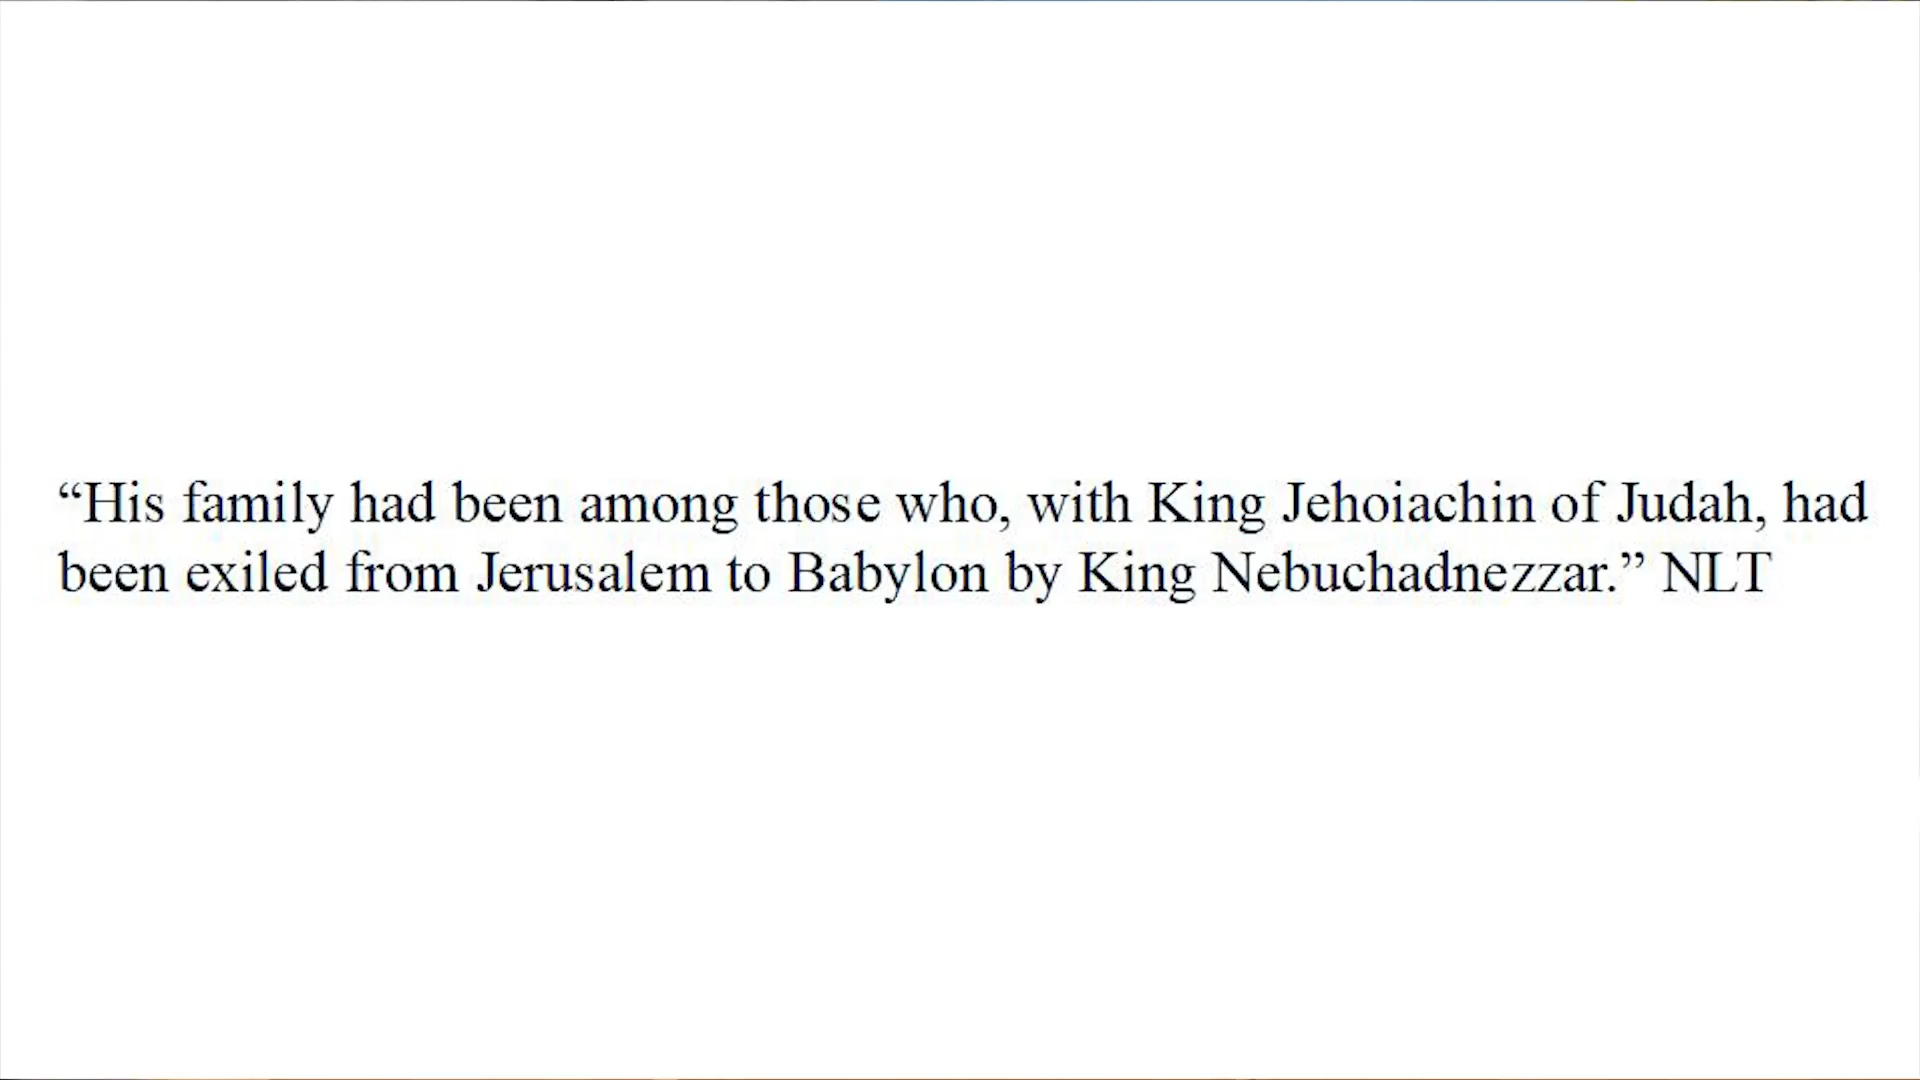 “His family had been among those who, with King Jehoiachin of Judah, had
been exiled from Jerusalem to Babylon by King Nebuchadnezzar.” NLT